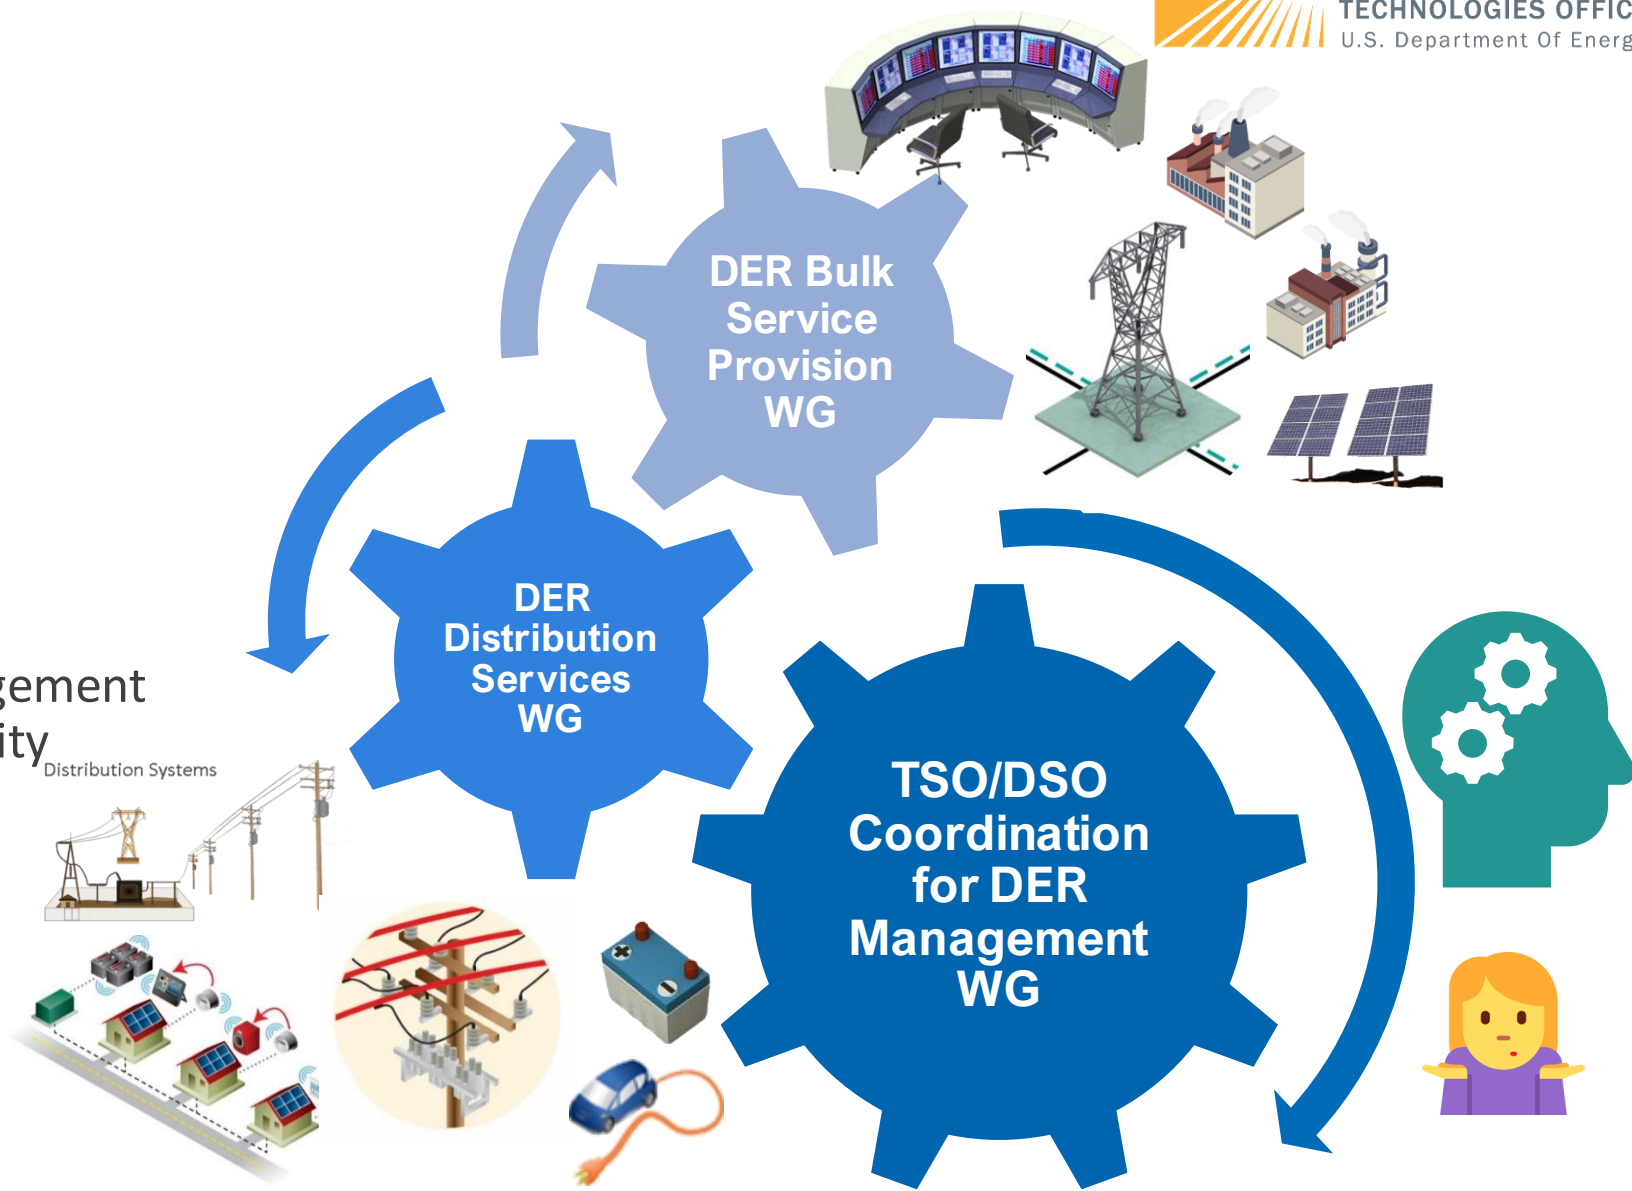 TECHNOLOGIES OFFIC
U.S. Department Of Energ
DER Bulk
Service
Provision
WG
DER
Distribution
Services
WG
gement
ity
Distribution Systems
TSO/DSO
Coordination
for DER
Management
WG